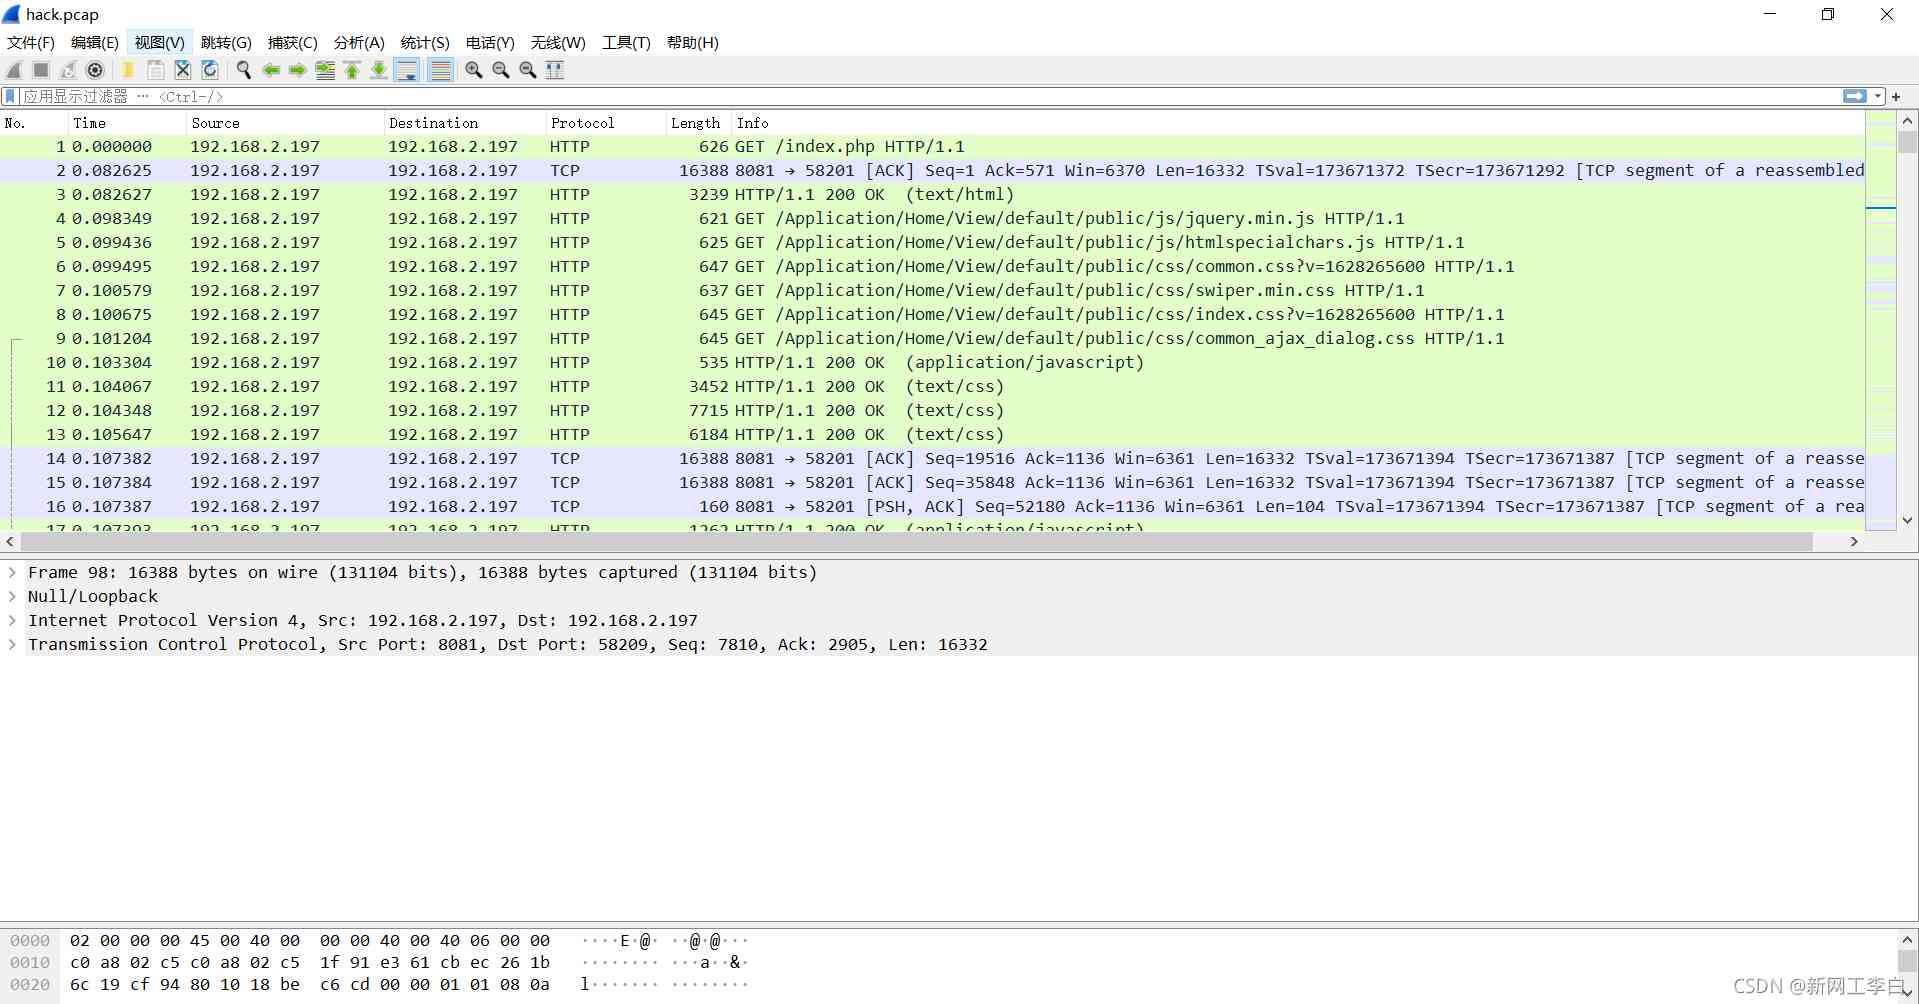 hack.pcap
文件(F) 编辑(E) 视图(V) 跳转(G) 捕获(C) 分析(A) 统计(S) 电话(Y) 无线(W) 工具(T) 帮助(H)
应用显示过滤器 … <Ctrl-/>
No. Time Source Destination Protocol Length Info
1 0.000000 192.168.2.197 192.168.2.197 HTTP 626 GET /index.php HTTP/1.1
2 0.082625 192.168.2.197 192.168.2.197 TCP 16388 8081 → 58201 [ACK] Seq=1 Ack=571 Win=6370 Len=16332 TSval=173671372 TSecr=173671292 [TCP segment of a reassembled
3 0.082627 192.168.2.197 192.168.2.197 HTTP 3239 HTTP/1.1 200 OK (text/html)
4 0.098349 192.168.2.197 192.168.2.197 HTTP 621 GET /Application/Home/View/default/public/js/jquery.min.js HTTP/1.1
5 0.099436 192.168.2.197 192.168.2.197 HTTP 625 GET /Application/Home/View/default/public/js/htmlspecialchars.js HTTP/1.1
6 0.099495 192.168.2.197 192.168.2.197 HTTP 647 GET /Application/Home/View/default/public/css/common.css?v=1628265600 HTTP/1.1
7 0.100579 192.168.2.197 192.168.2.197 HTTP 637 GET /Application/Home/View/default/public/css/swiper.min.css HTTP/1.1
8 0.100675 192.168.2.197 192.168.2.197 HTTP 645 GET /Application/Home/View/default/public/css/index.css?v=1628265600 HTTP/1.1
9 0.101204 192.168.2.197 192.168.2.197 HTTP 645 GET /Application/Home/View/default/public/css/common_ajax_dialog.css HTTP/1.1
10 0.103304 192.168.2.197 192.168.2.197 HTTP 535 HTTP/1.1 200 OK (application/javascript)
11 0.104067 192.168.2.197 192.168.2.197 HTTP 3452 HTTP/1.1 200 OK (text/css)
12 0.104348 192.168.2.197 192.168.2.197 HTTP 7715 HTTP/1.1 200 OK (text/css)
13 0.105647 192.168.2.197 192.168.2.197 HTTP 6184 HTTP/1.1 200 OK (text/css)
14 0.107382 192.168.2.197 192.168.2.197 TCP 16388 8081 → 58201 [ACK] Seq=19516 Ack=1136 Win=6361 Len=16332 TSval=173671394 TSecr=173671387 [TCP segment of a reasse
15 0.107384 192.168.2.197 192.168.2.197 TCP 16388 8081 → 58201 [ACK] Seq=35848 Ack=1136 Win=6361 Len=16332 TSval=173671394 TSecr=173671387 [TCP segment of a reasse
16 0.107387 192.168.2.197 192.168.2.197 TCP 160 8081 → 58201 [PSH, ACK] Seq=52180 Ack=1136 Win=6361 Len=104 TSval=173671394 TSecr=173671387 [TCP segment of a rea
17 0.107393 192.168.2.197 192.168.2.197 HTTP 1262 HTTP/1.1 200 OK (application/javascript)
Frame 98: 16388 bytes on wire (131104 bits), 16388 bytes captured (131104 bits)
Null/Loopback
Internet Protocol Version 4, Src: 192.168.2.197, Dst: 192.168.2.197
Transmission Control Protocol, Src Port: 8081, Dst Port: 58209, Seq: 7810, Ack: 2905, Len: 16332
0000 02 00 00 00 45 00 40 00 00 00 40 00 40 06 00 00 ····E·@· ··@·@···
0010 c0 a8 02 c5 c0 a8 02 c5 1f 91 e3 61 cb ec 26 1b ········ ···a··&·
0020 6c 19 cf 94 80 10 18 be c6 cd 00 00 01 01 08 0a l······· ········
CSDN @新网工李白